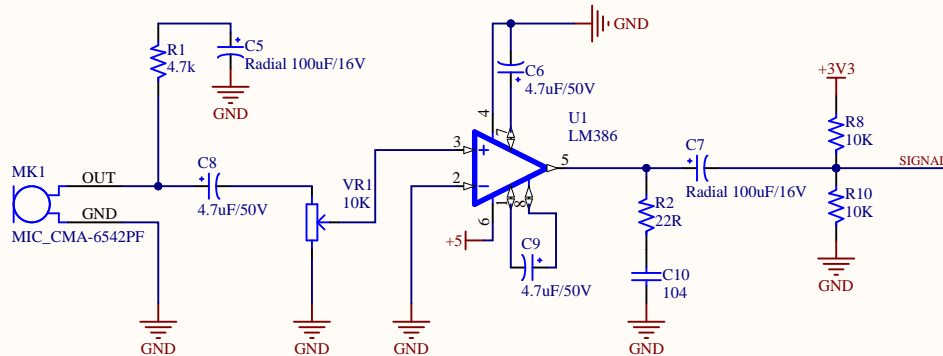 R1
4.7k
C5
Radial 100uF/16V
GND
MK1
OUT
GND
MIC_CMA-6542PF
GND
C8
4.7uF/50V
VR1
10K
GND
GND
GND
C6
4.7uF/50V
4
7
U1
LM386
3
+
2
−
5
6
1
8
+5
C9
4.7uF/50V
C7
Radial 100uF/16V
R2
22R
C10
104
GND
+3V3
R8
10K
SIGNAL
R10
10K
GND